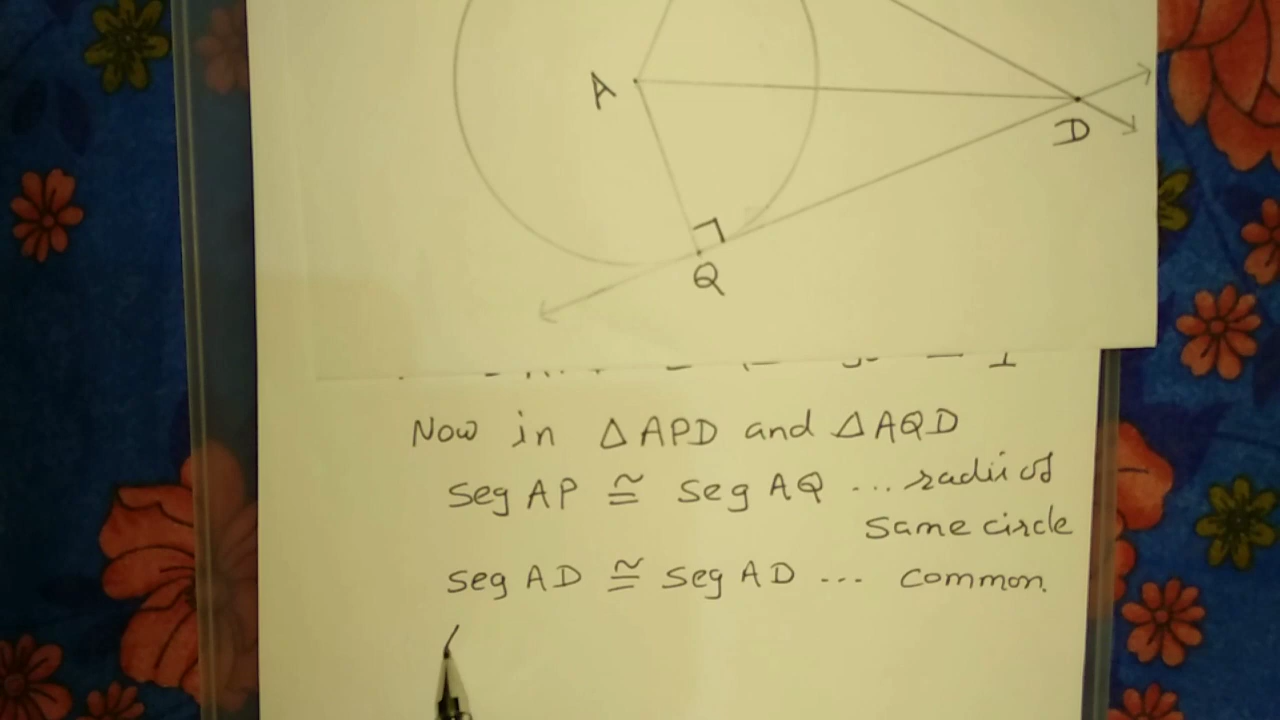 A
D
Q
Now in △APD and △AQD
seg AP ≅ seg AQ ... radii of
same circle
seg AD ≅ seg AD ... common.